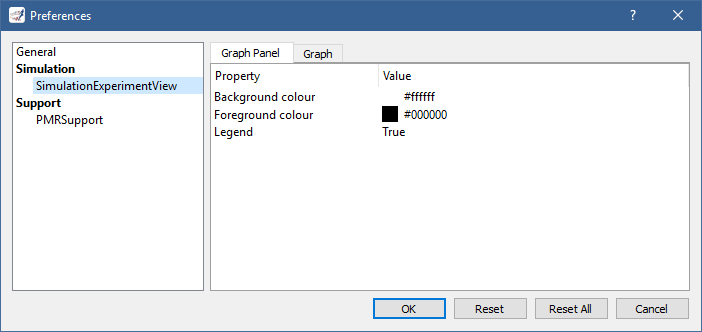 Preferences
?
General
Simulation
SimulationExperimentView
Support
PMRSupport
Graph Panel Graph
Property Value
Background colour #ffffff
Foreground colour #000000
Legend True
OK Reset Reset All Cancel